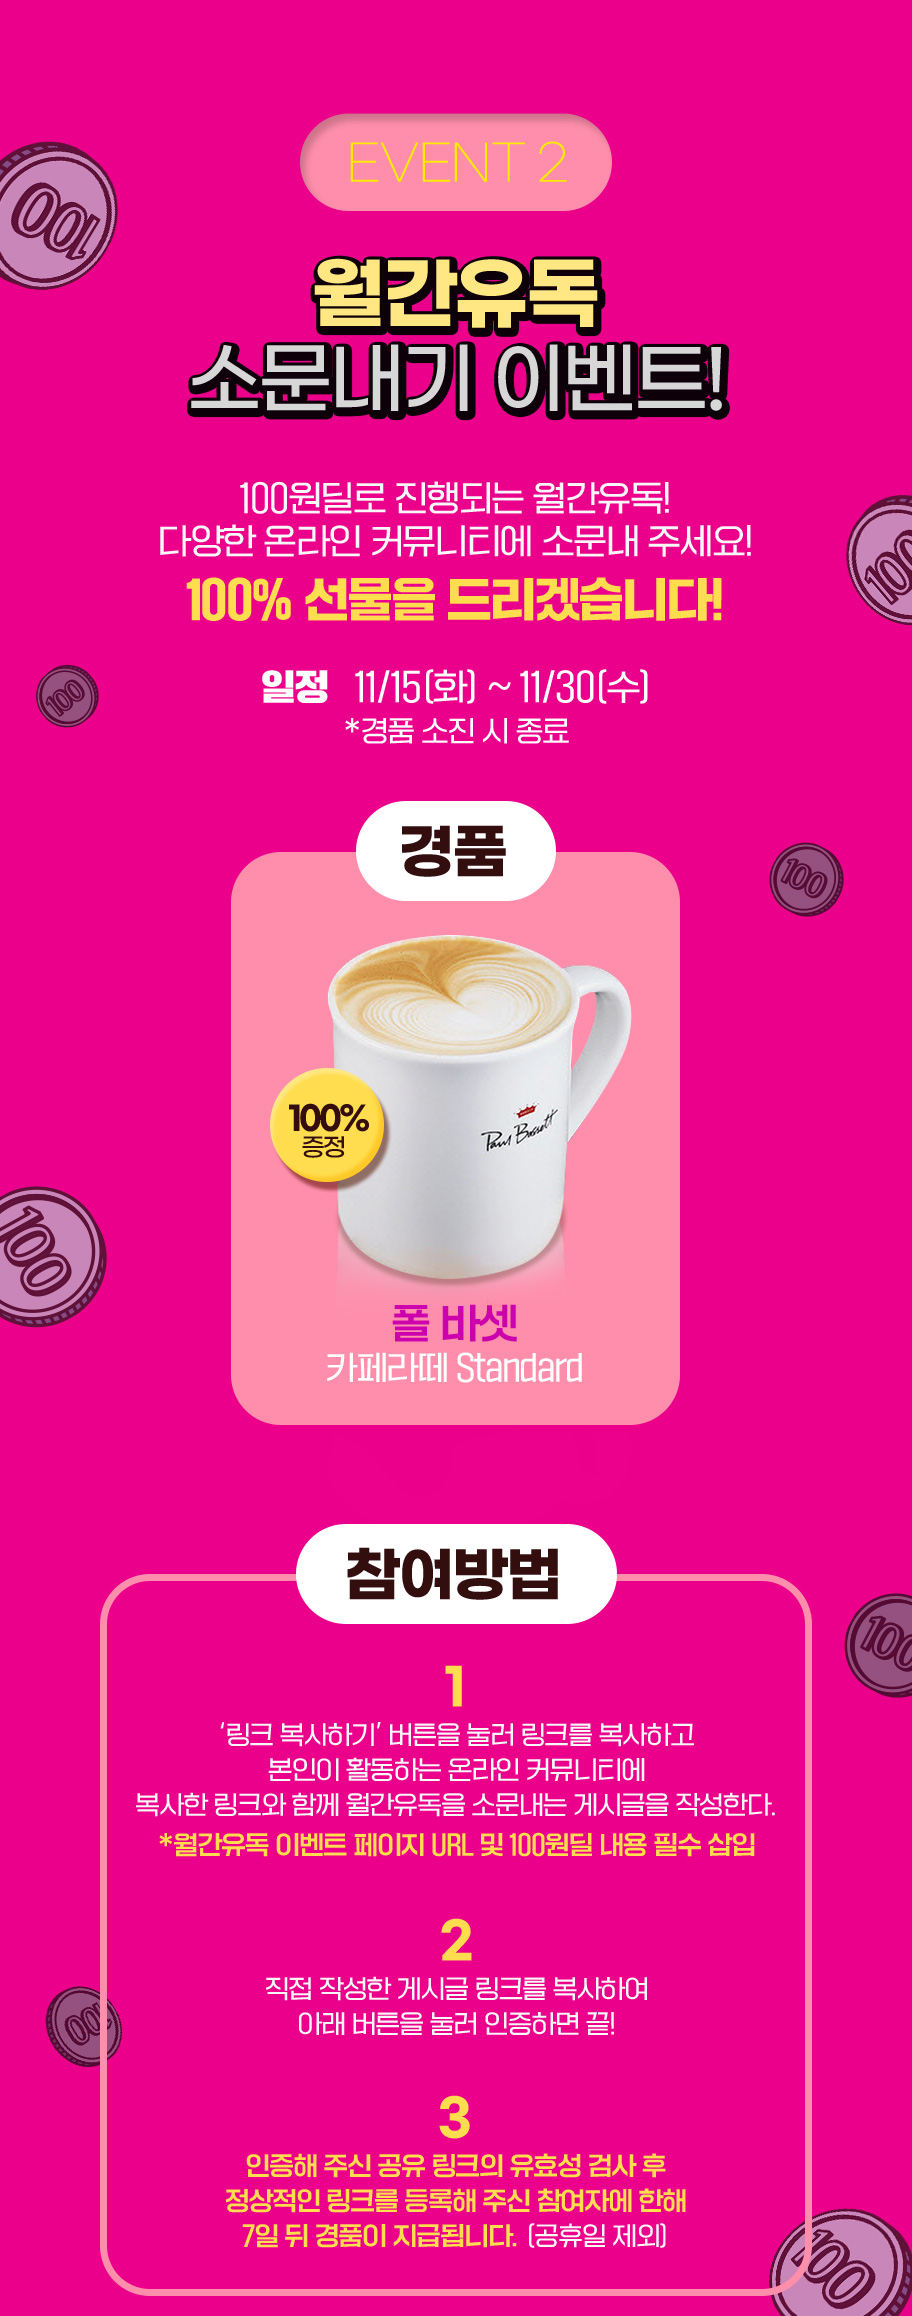 EVENT 2
월간유독
소문내기 이벤트!
100원딜로 진행되는 월간유독!
다양한 온라인 커뮤니티에 소문내 주세요!
100% 선물을 드리겠습니다!
일정 11/15(화) ~ 11/30(수)
*경품 소진 시 종료
경품
100%
증정
Paul Bassett
폴 바셋
카페라떼 Standard
참여방법
1
‘링크 복사하기’ 버튼을 눌러 링크를 복사하고
본인이 활동하는 온라인 커뮤니티에
복사한 링크와 함께 월간유독을 소문내는 게시글을 작성한다.
*월간유독 이벤트 페이지 URL 및 100원딜 내용 필수 삽입
2
직접 작성한 게시글 링크를 복사하여
아래 버튼을 눌러 인증하면 끝!
3
인증해 주신 공유 링크의 유효성 검사 후
정상적인 링크를 등록해 주신 참여자에 한해
7일 뒤 경품이 지급됩니다. (공휴일 제외)
100
100
100
100
100
100
100
100